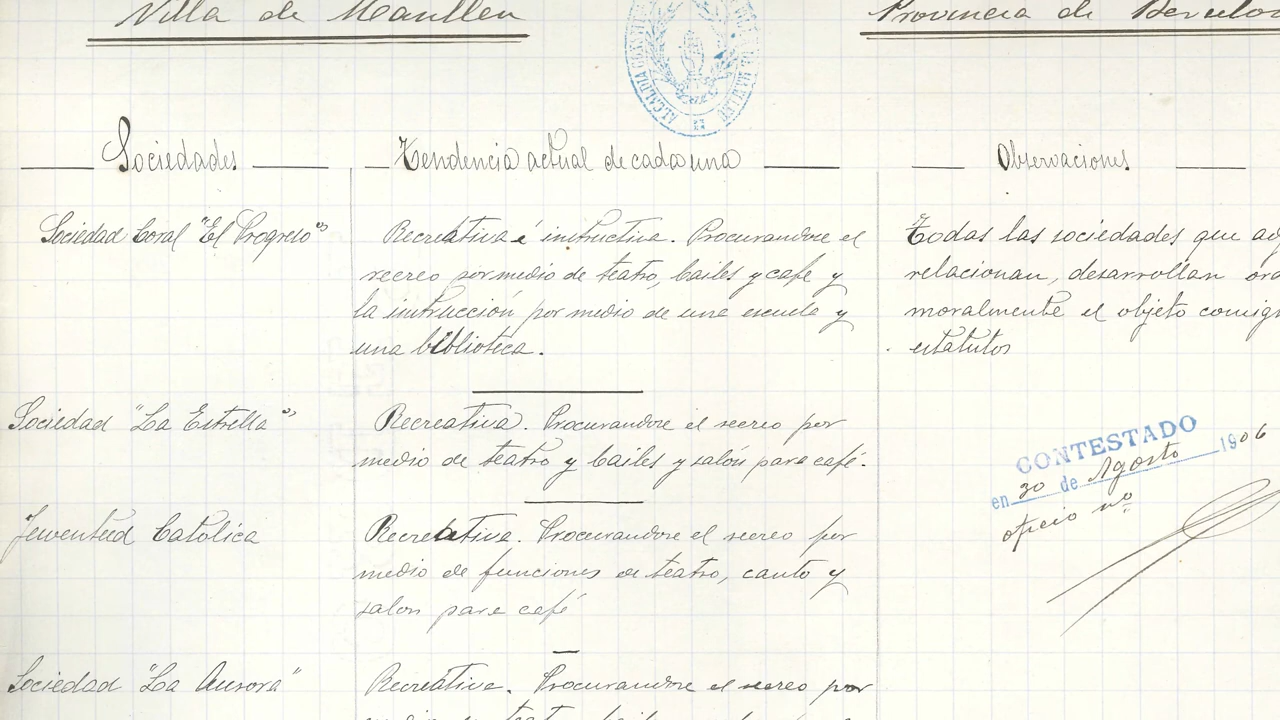 Villa de Manlleu
Provincia de Barcelo
Sociedades
Tendencia actual de cada una
Observaciones
Sociedad Coral "El Progreso"
Recreativa é instructiva. Procurandose el
recreo por medio de teatro, bailes y café y
la instrucción por medio de una escuela y
una biblioteca.
Todas las sociedades que
relacionan, desarrollan
moralmente el objeto
estatutos
Sociedad "La Estrella"
Recreativa. Procurandose el recreo por
medio de teatro y bailes y salón para café.
CONTESTADO
en 30 de Agosto 1906
oficio nº
Juventud Católica
Recreativa. Procurandose el recreo por
medio de funciones de teatro, canto y
salon para café
Sociedad "La Aurora"
Recreativa. Procurandose el recreo por